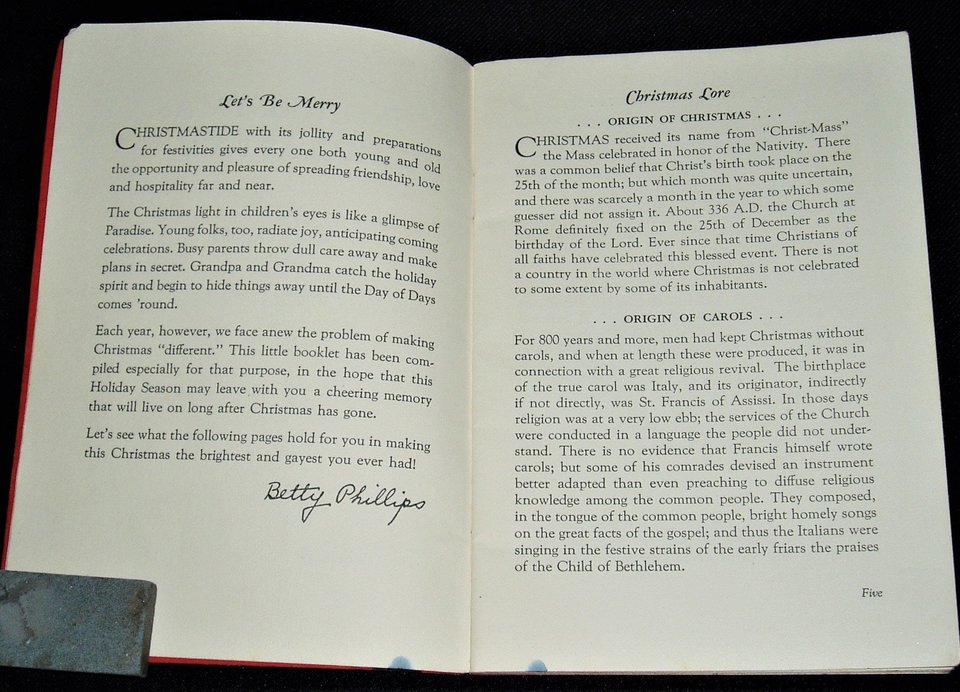 Let's Be Merry
CHRISTMASTIDE with its jollity and preparations
for festivities gives every one both young and old
the opportunity and pleasure of spreading friendship, love
and hospitality far and near.
The Christmas light in children's eyes is like a glimpse of
Paradise. Young folks, too, radiate joy, anticipating coming
celebrations. Busy parents throw dull care away and make
plans in secret. Grandpa and Grandma catch the holiday
spirit and begin to hide things away until the Day of Days
comes 'round.
Each year, however, we face anew the problem of making
Christmas "different." This little booklet has been com-
piled especially for that purpose, in the hope that this
Holiday Season may leave with you a cheering memory
that will live on long after Christmas has gone.
Let's see what the following pages hold for you in making
this Christmas the brightest and gayest you ever had!
Betty Phillips
Christmas Lore
. . . ORIGIN OF CHRISTMAS . . .
CHRISTMAS received its name from "Christ-Mass"
the Mass celebrated in honor of the Nativity. There
was a common belief that Christ's birth took place on the
25th of the month; but which month was quite uncertain,
and there was scarcely a month in the year to which some
guesser did not assign it. About 336 A.D. the Church at
Rome definitely fixed on the 25th of December as the
birthday of the Lord. Ever since that time Christians of
all faiths have celebrated this blessed event. There is not
a country in the world where Christmas is not celebrated
to some extent by some of its inhabitants.
. . . ORIGIN OF CAROLS . . .
For 800 years and more, men had kept Christmas without
carols, and when at length these were produced, it was in
connection with a great religious revival. The birthplace
of the true carol was Italy, and its originator, indirectly
if not directly, was St. Francis of Assissi. In those days
religion was at a very low ebb; the services of the Church
were conducted in a language the people did not under-
stand. There is no evidence that Francis himself wrote
carols; but some of his comrades devised an instrument
better adapted than even preaching to diffuse religious
knowledge among the common people. They composed,
in the tongue of the common people, bright homely songs
on the great facts of the gospel; and thus the Italians were
singing in the festive strains of the early friars the praises
of the Child of Bethlehem.
Five